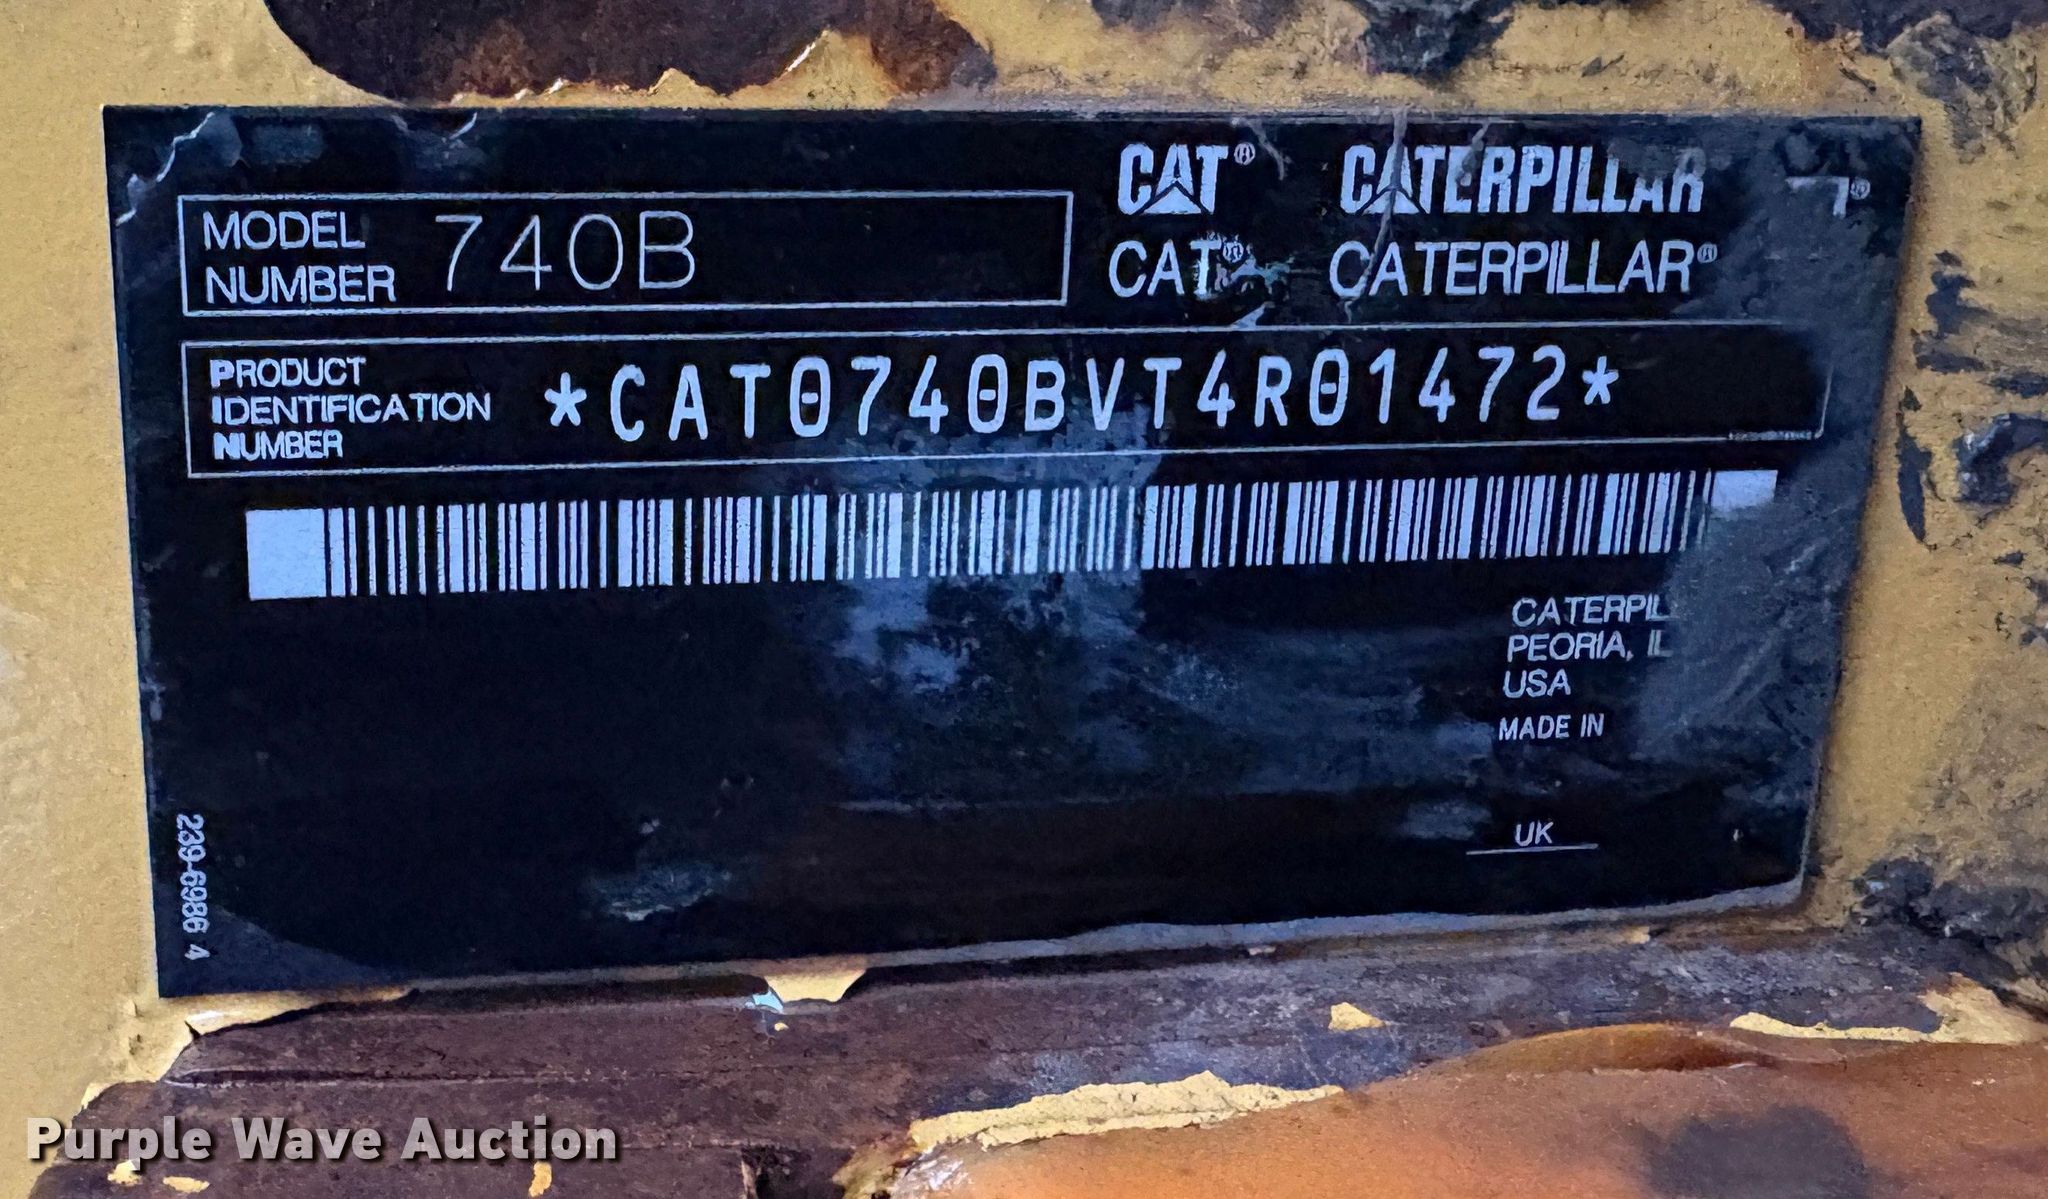 CAT® CATERPILLAR
MODEL
NUMBER 740B
CAT® CATERPILLAR®
PRODUCT
IDENTIFICATION
NUMBER
*CAT0740BVT4R01472*
CATERPIL
PEORIA, IL
USA
MADE IN
UK
239-6986 4
Purple Wave Auction